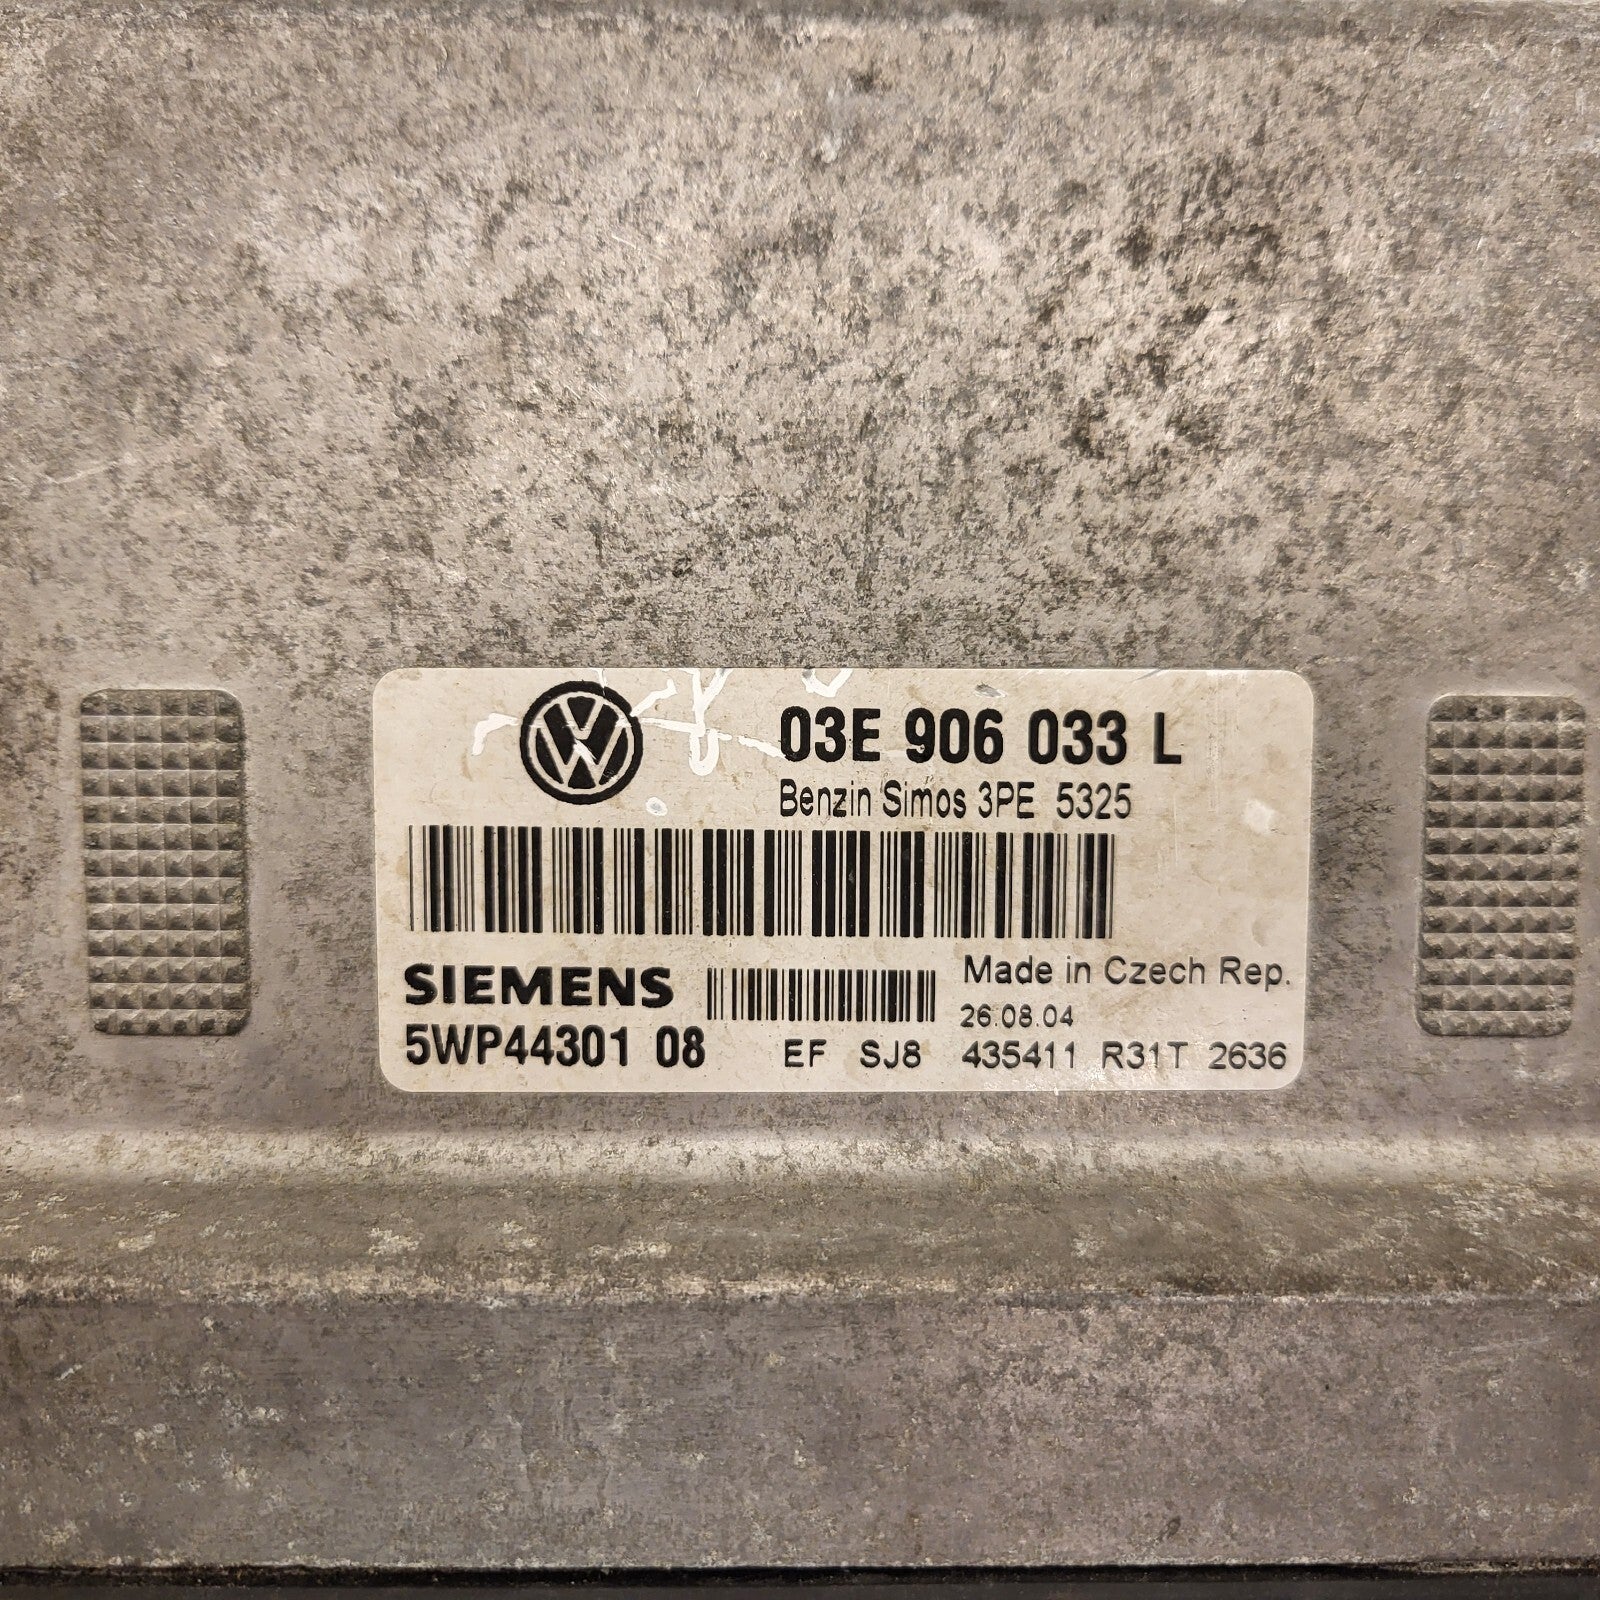 03E 906 033 L
Benzin Simos 3PE 5325
SIEMENS
Made in Czech Rep.
26.08.04
5WP44301 08
EF SJ8 435411 R31T 2636